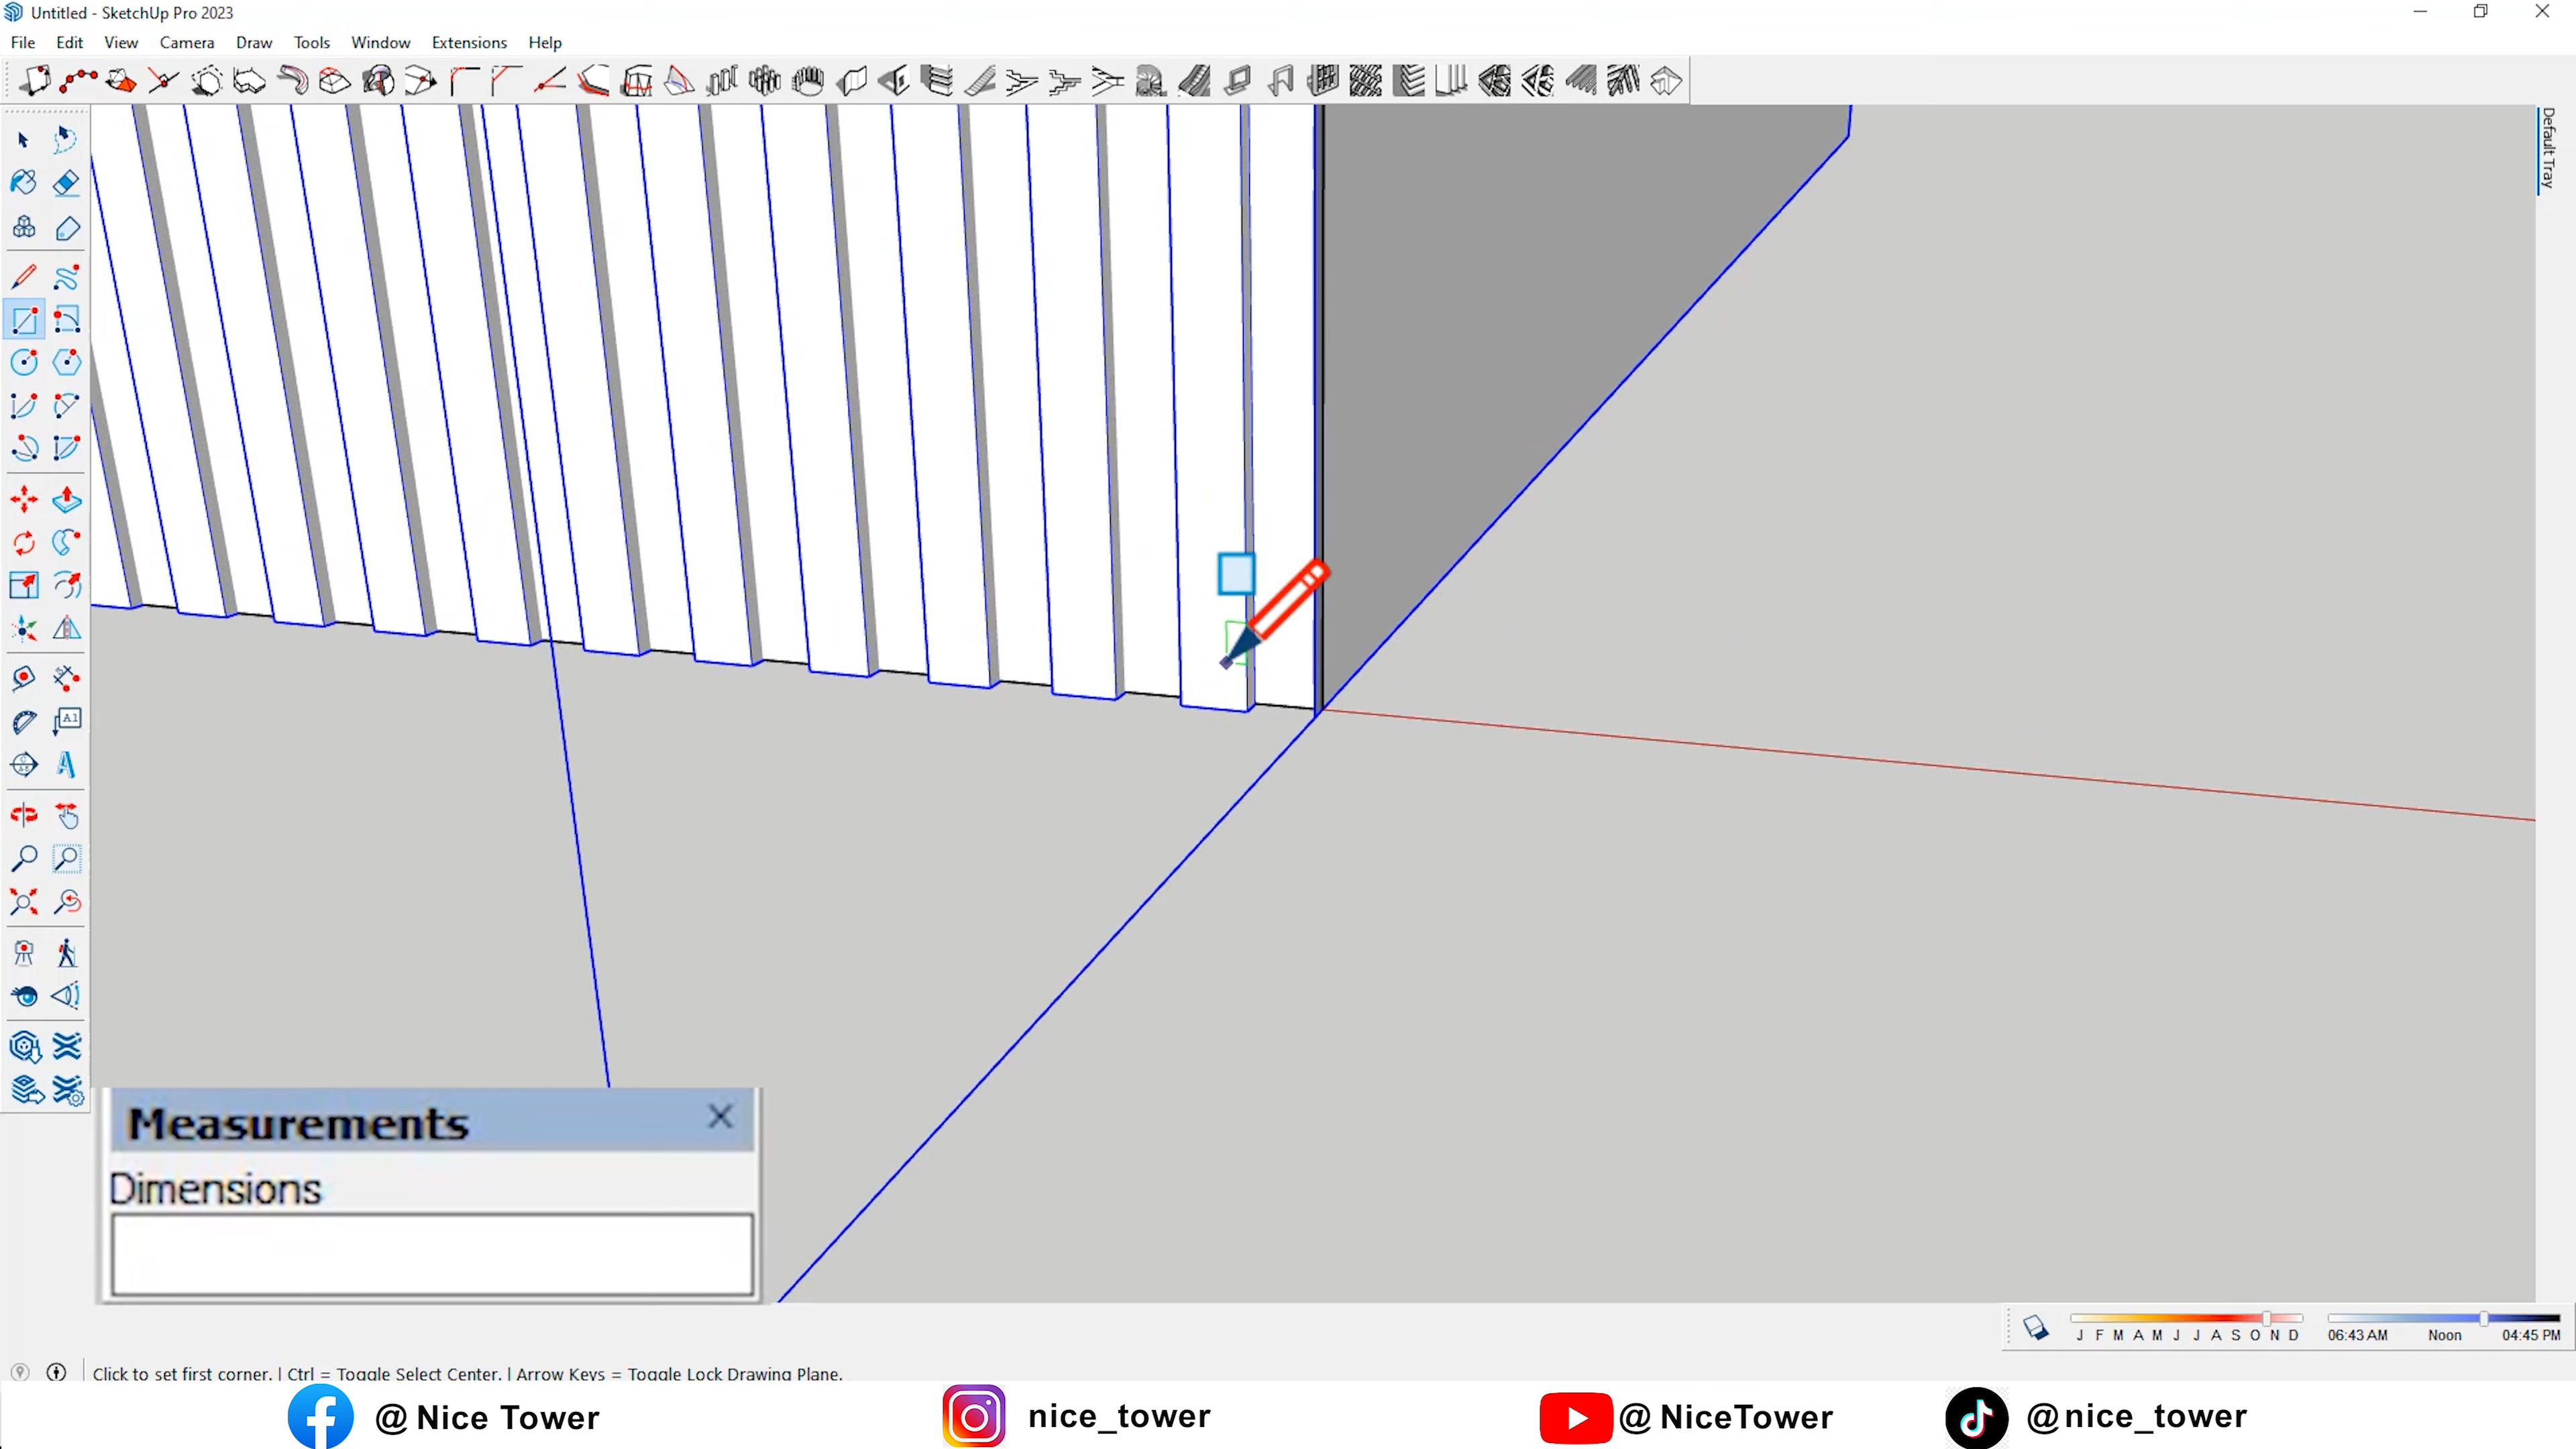 Untitled - SketchUp Pro 2023
File Edit View Camera Draw Tools Window Extensions Help
Default Tray
A1
Measurements
Dimensions
J F M A M J J A S O N D 06:43 AM Noon 04:45 PM
Click to set first corner. | Ctrl = Toggle Select Center. | Arrow Keys = Toggle Lock Drawing Plane.
@ Nice Tower nice_tower @ NiceTower @nice_tower